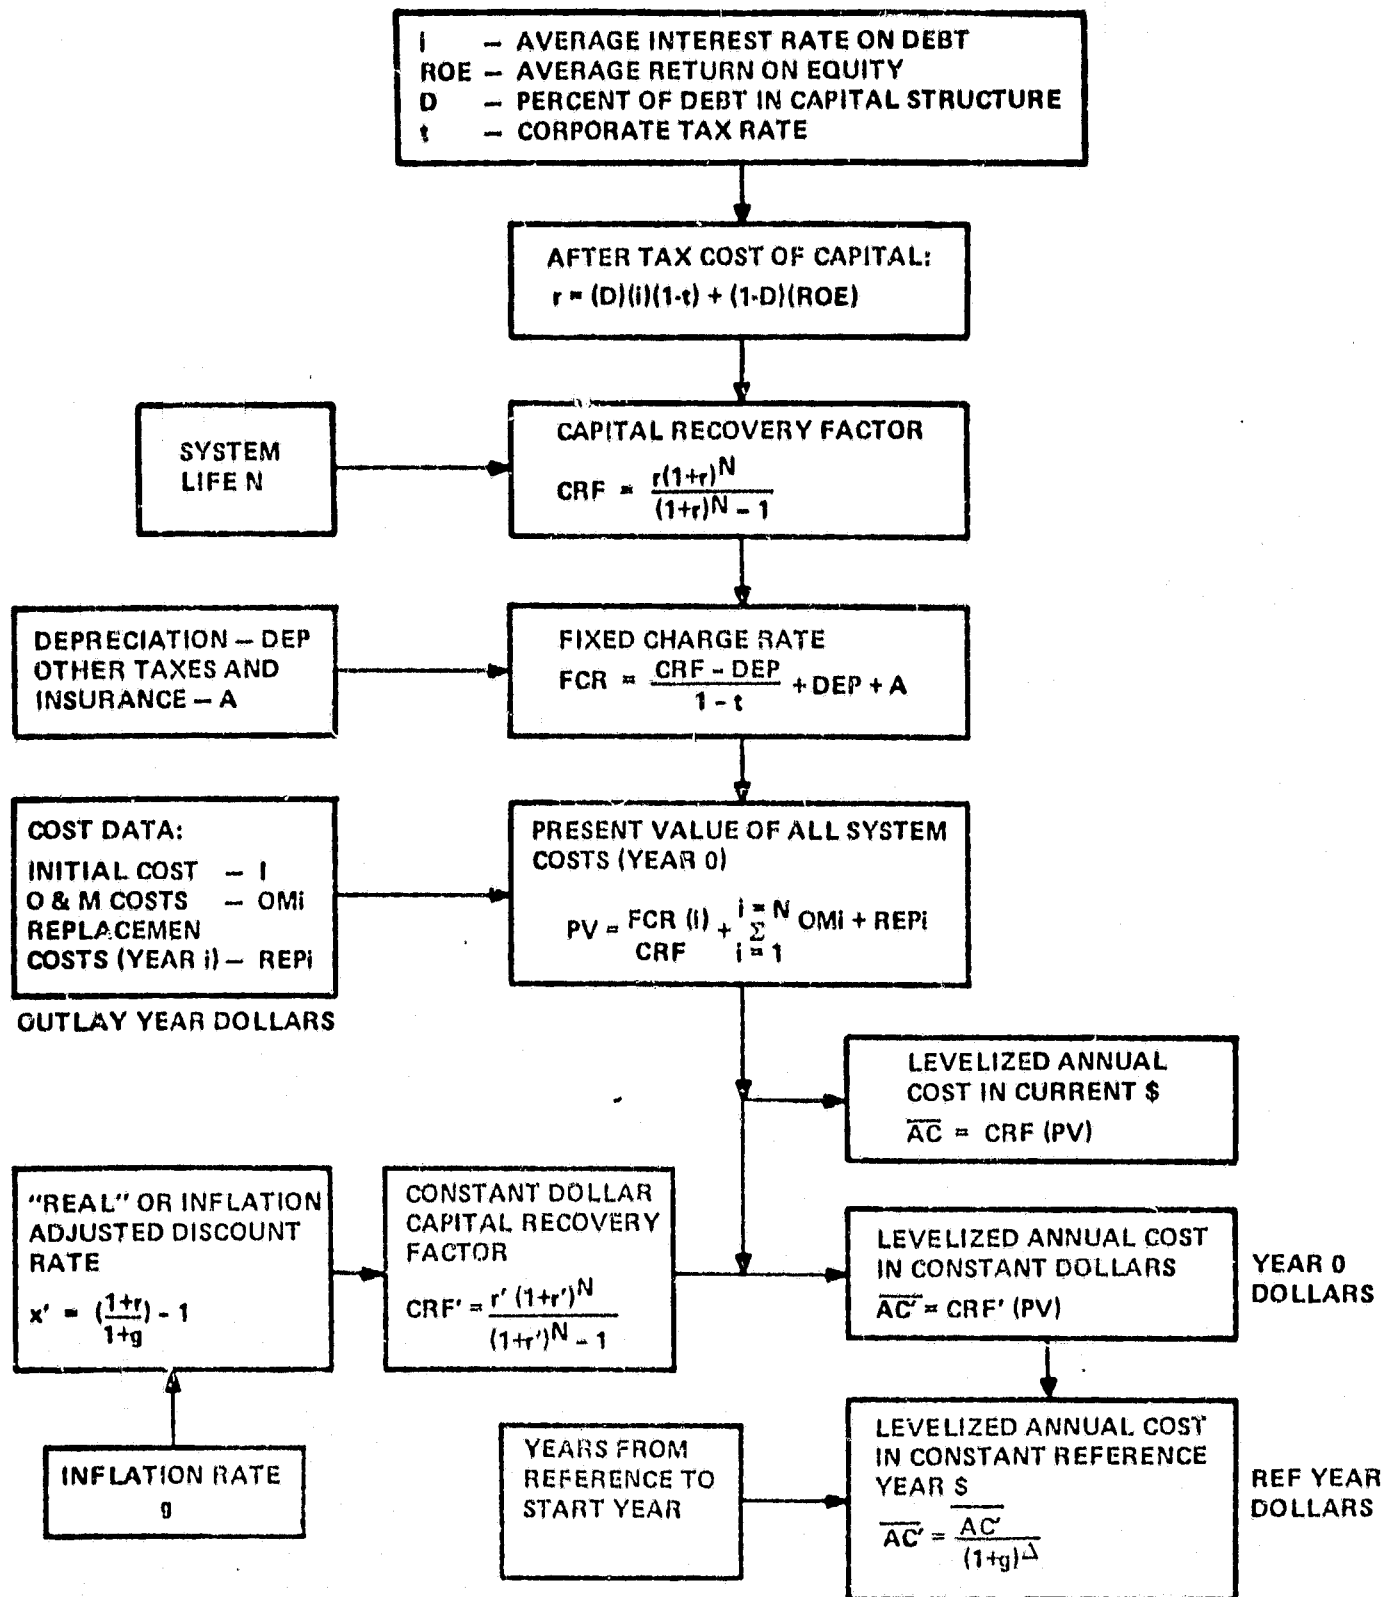 i – AVERAGE INTEREST RATE ON DEBT
ROE – AVERAGE RETURN ON EQUITY
D – PERCENT OF DEBT IN CAPITAL STRUCTURE
t – CORPORATE TAX RATE
AFTER TAX COST OF CAPITAL:
r = (D)(i)(1-t) + (1-D)(ROE)
SYSTEM
LIFE N
CAPITAL RECOVERY FACTOR
CRF = r(1+r)^N / (1+r)^N – 1
DEPRECIATION – DEP
OTHER TAXES AND
INSURANCE – A
FIXED CHARGE RATE
FCR = CRF – DEP / 1 – t + DEP + A
COST DATA:
INITIAL COST – I
O & M COSTS – OMi
REPLACEMEN
COSTS (YEAR i) – REPi
OUTLAY YEAR DOLLARS
PRESENT VALUE OF ALL SYSTEM
COSTS (YEAR 0)
PV = FCR (i) / CRF + i = N Σ i = 1 OMi + REPi
LEVELIZED ANNUAL
COST IN CURRENT $
A̅C̅ = CRF (PV)
"REAL" OR INFLATION
ADJUSTED DISCOUNT
RATE
x' = (1+r / 1+g) - 1
CONSTANT DOLLAR
CAPITAL RECOVERY
FACTOR
CRF' = r' (1+r')^N / (1+r')^N – 1
LEVELIZED ANNUAL COST
IN CONSTANT DOLLARS
A̅C̅' = CRF' (PV)
YEAR 0
DOLLARS
INFLATION RATE
g
YEARS FROM
REFERENCE TO
START YEAR
LEVELIZED ANNUAL COST
IN CONSTANT REFERENCE
YEAR $
A̅C̅' = A̅C̅' / (1+g)^Δ
REF YEAR
DOLLARS